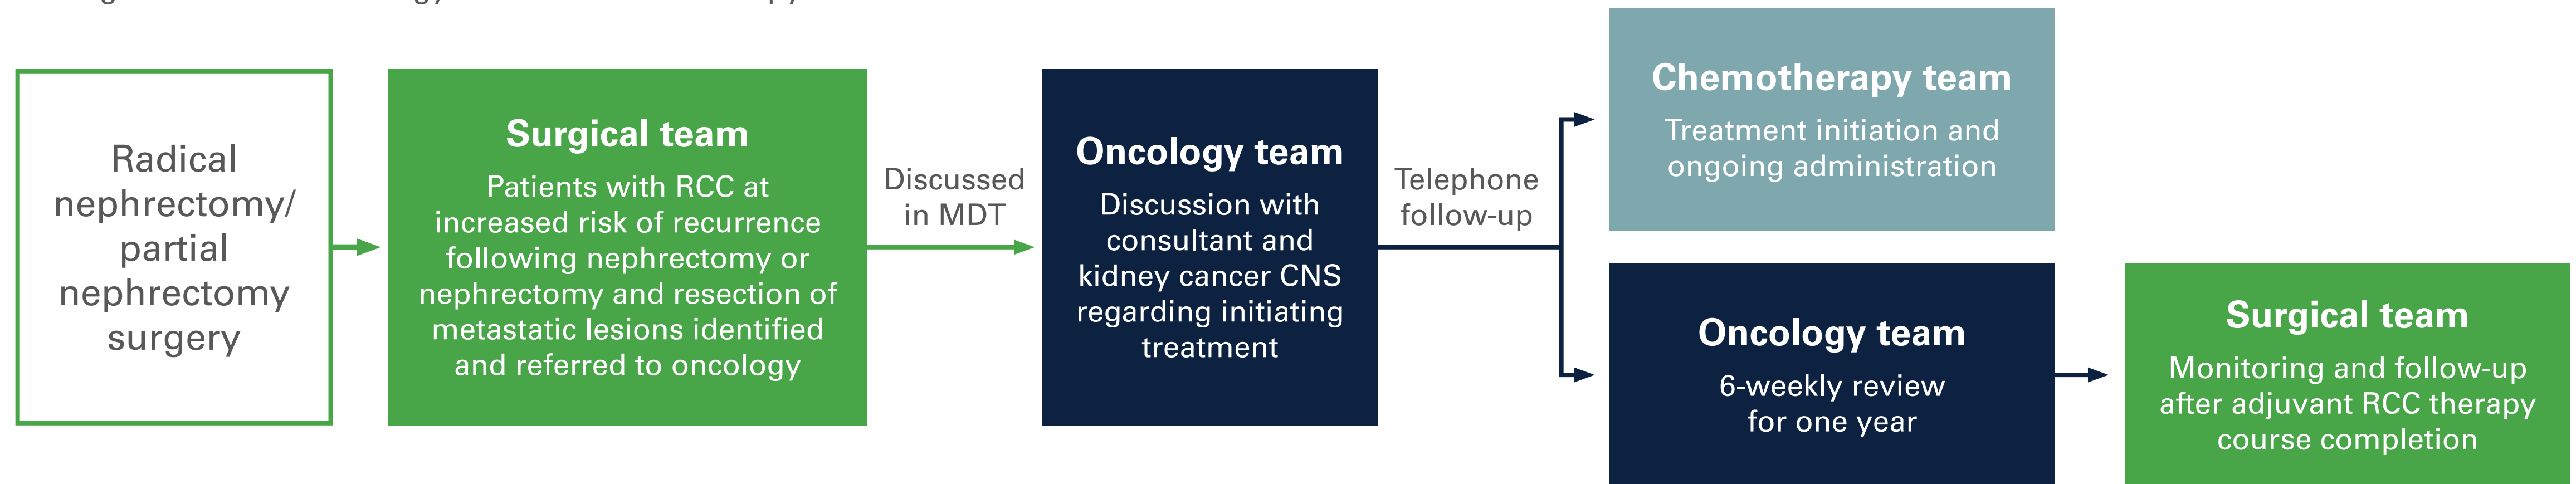 Radical
nephrectomy/
partial
nephrectomy
surgery
Surgical team
Patients with RCC at
increased risk of recurrence
following nephrectomy or
nephrectomy and resection of
metastatic lesions identified
and referred to oncology
Discussed
in MDT
Oncology team
Discussion with
consultant and
kidney cancer CNS
regarding initiating
treatment
Telephone
follow-up
Chemotherapy team
Treatment initiation and
ongoing administration
Oncology team
6-weekly review
for one year
Surgical team
Monitoring and follow-up
after adjuvant RCC therapy
course completion